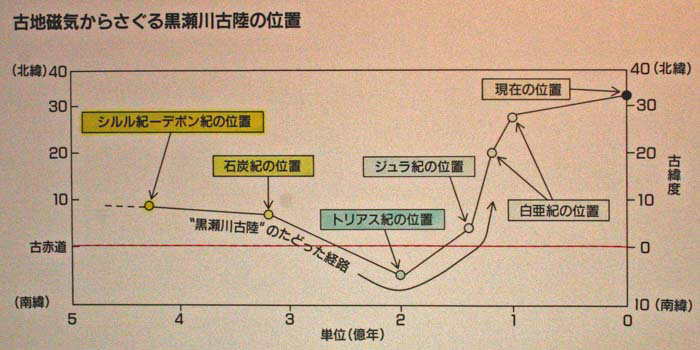 古地磁気からさぐる黒瀬川古陸の位置
(北緯) 40
40 (北緯)
現在の位置
30
30
シルル紀ーデボン紀の位置
20
20
石炭紀の位置
ジュラ紀の位置
古緯度
10
10
トリアス紀の位置
白亜紀の位置
"黒瀬川古陸"のたどった経路
古赤道
0
(南緯)
10 (南緯)
5
4
3
2
1
0
単位(億年)